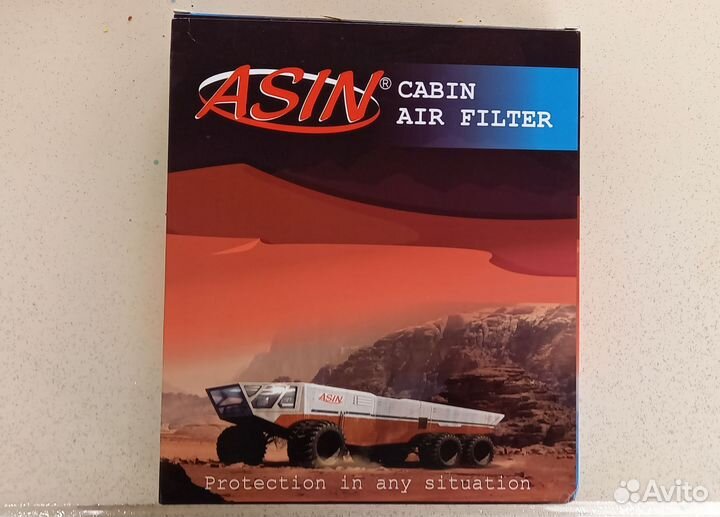 ASIN®
CABIN
AIR FILTER
ASIN
Protection in any situation
Avito